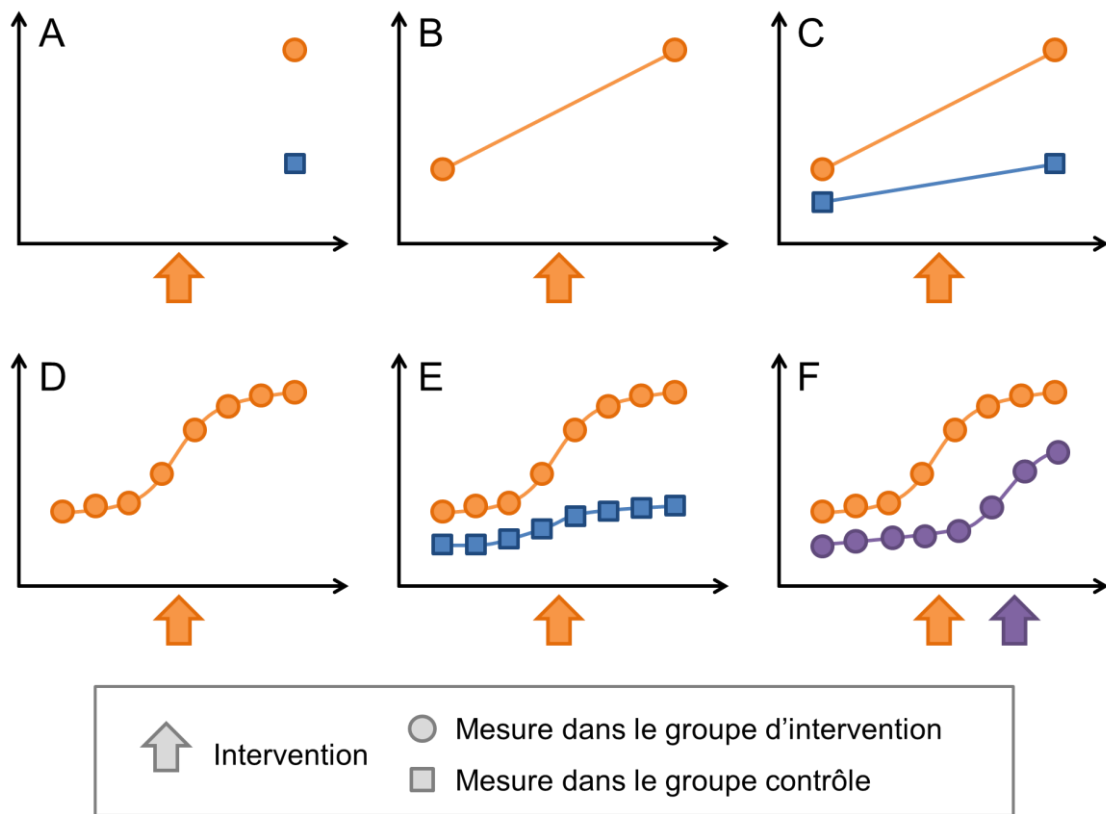 A
B
C
D
E
F
Intervention
Mesure dans le groupe d'intervention
Mesure dans le groupe contrôle